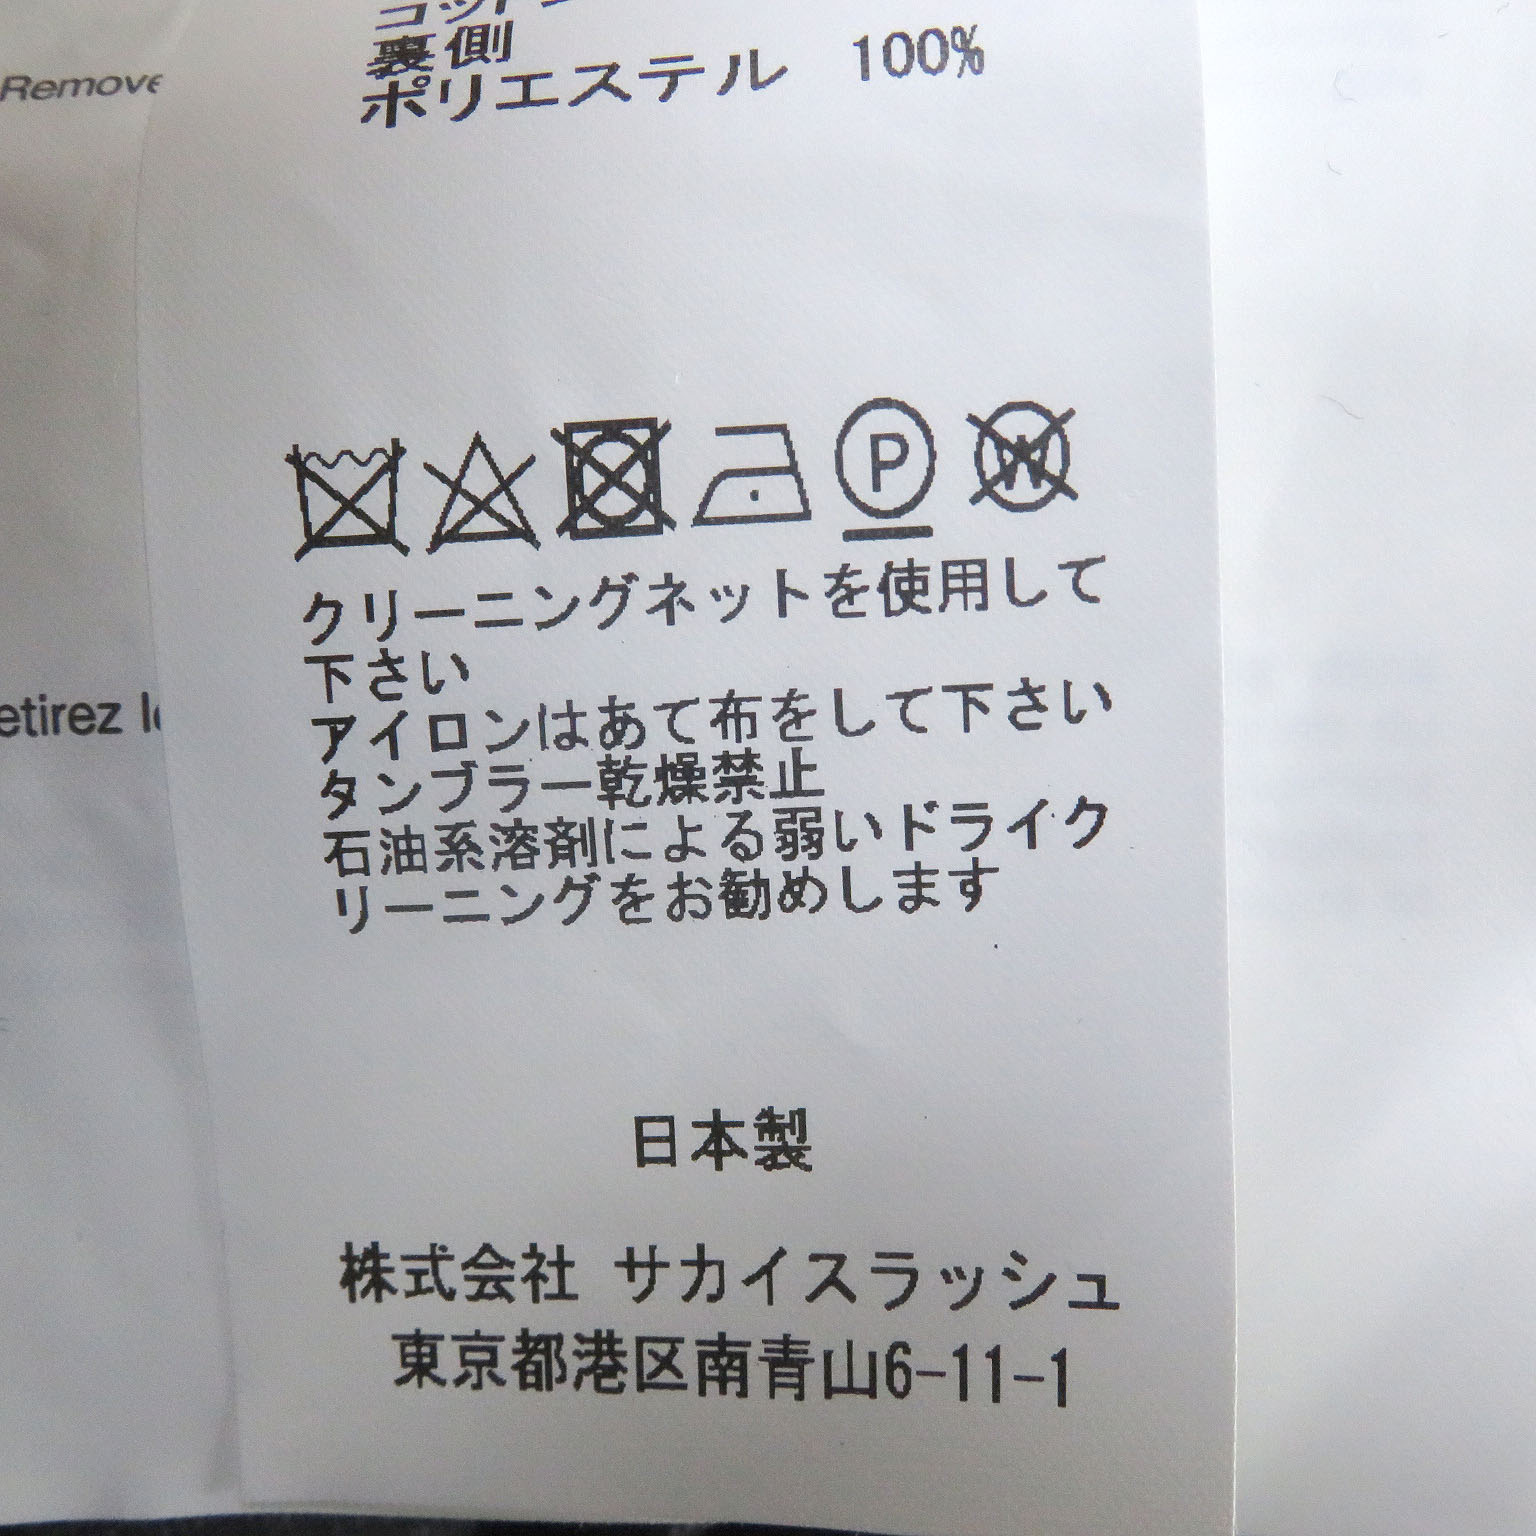 裏側
ポリエステル 100%
Remove
P
W
クリーニングネットを使用して
下さい
アイロンはあて布をして下さい
タンブラー乾燥禁止
石油系溶剤による弱いドライク
リーニングをお勧めします
etirez
日本製
株式会社 サカイスラッシュ
東京都港区南青山6-11-1